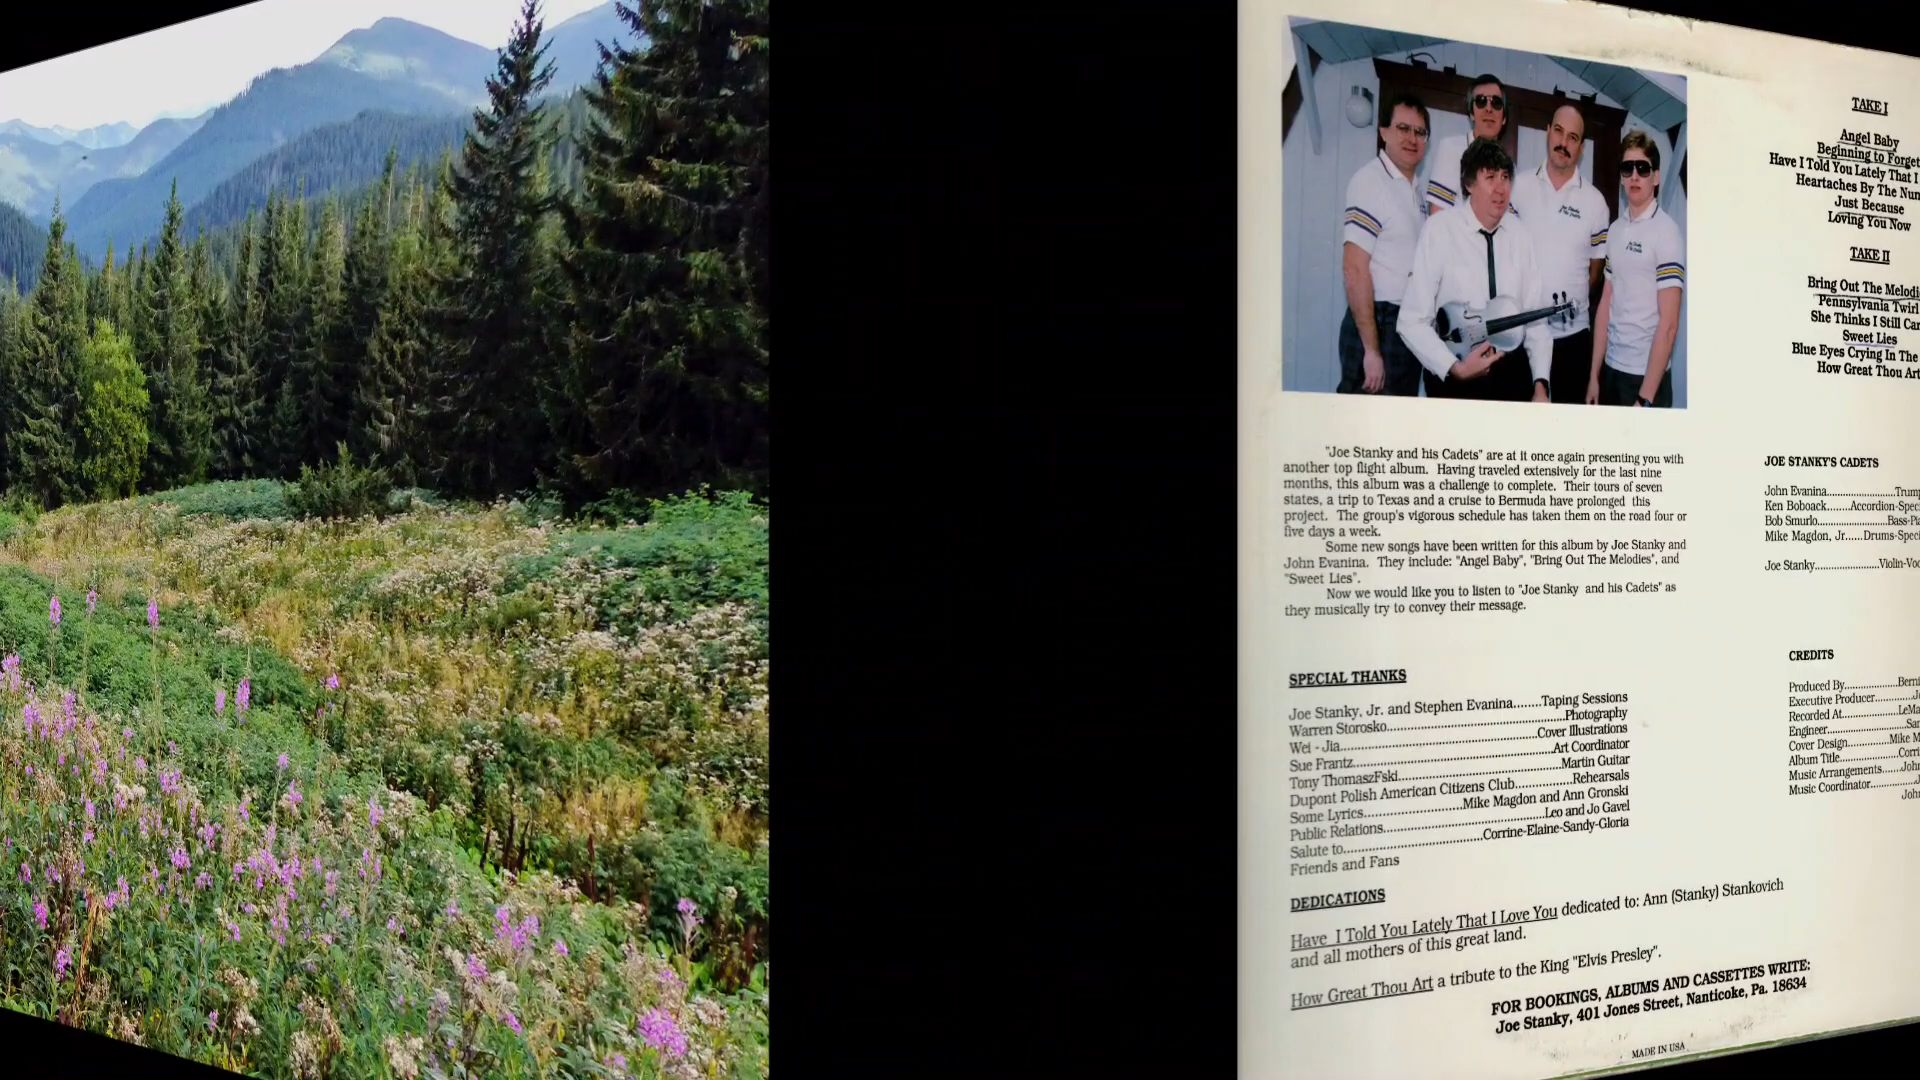 TAKE I
Angel Baby
Beginning to Forget
Have I Told You Lately That I
Heartaches By The
Just Because
Loving You Now
TAKE II
Bring Out The
Pennsylvania Twirl
She Thinks I Still
Sweet Lies
Blue Eyes Crying In The
How Great Thou Art
"Joe Stanky and his Cadets" are at it once again presenting you with
another top flight album. Having traveled extensively for the last nine
months, this album was a challenge to complete. Their tours of seven
states, a trip to Texas and a cruise to Bermuda have prolonged this
project. The group's vigorous schedule has taken them on the road four or
five days a week.
Some new songs have been written for this album by Joe Stanky and
John Evanina. They include: "Angel Baby", "Bring Out The Melodies", and
"Sweet Lies".
Now we would like you to listen to "Joe Stanky and his Cadets" as
they musically try to convey their message.
JOE STANKY'S CADETS
John Evanina
Ken Boboack........Accordion
Bob Smurlo
Mike Magdon, Jr......Drums
Joe Stanky........................Violin
SPECIAL THANKS
Joe Stanky, Jr. and Stephen Evanina........Taping Sessions
Warren Storosko........................Photography
Wei - Jia........................Cover Illustrations
Sue Frantz........................Art Coordinator
Tony ThomaszFski........................Martin Guitar
Dupont Polish American Citizens Club........................Rehearsals
Some Lyrics........................Mike Magdon and Ann Gronski
Public Relations........................Leo and Jo Gavel
Salute to........................Corrine-Elaine-Sandy-Gloria
Friends and Fans
CREDITS
Produced By
Executive Producer
Recorded At
Engineer
Cover Design........Mike
Album Title
Music Arrangements
Music Coordinator
DEDICATIONS
Have I Told You Lately That I Love You dedicated to: Ann (Stanky) Stankovich
and all mothers of this great land.
How Great Thou Art a tribute to the King "Elvis Presley".
FOR BOOKINGS, ALBUMS AND CASSETTES WRITE:
Joe Stanky, 401 Jones Street, Nanticoke, Pa. 18634
MADE IN USA